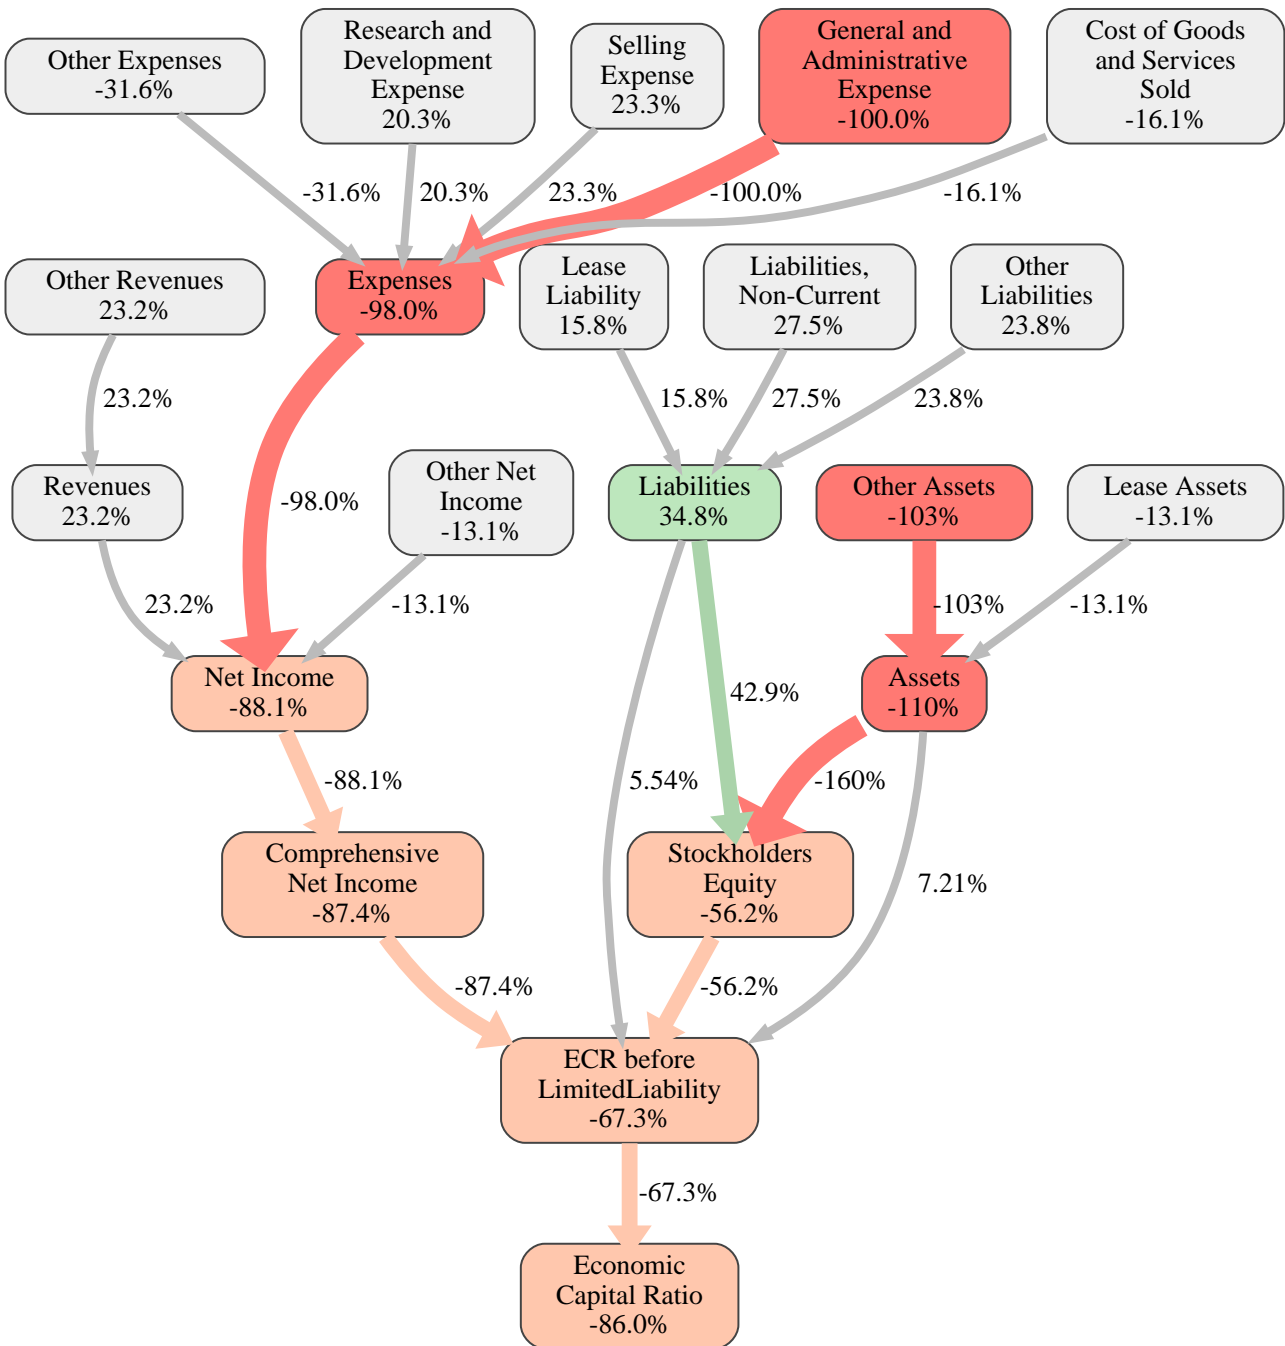 Other Expenses
-31.6%
Research and
Development
Expense
20.3%
Selling
Expense
23.3%
General and
Administrative
Expense
-100.0%
Cost of Goods
and Services
Sold
-16.1%
-31.6%
20.3%
23.3%
-100.0%
-16.1%
Other Revenues
23.2%
Expenses
-98.0%
Lease
Liability
15.8%
Liabilities,
Non-Current
27.5%
Other
Liabilities
23.8%
23.2%
15.8%
27.5%
23.8%
Revenues
23.2%
-98.0%
Other Net
Income
-13.1%
Liabilities
34.8%
Other Assets
-103%
Lease Assets
-13.1%
23.2%
-13.1%
-103%
-13.1%
Net Income
-88.1%
42.9%
Assets
-110%
-88.1%
5.54%
-160%
Comprehensive
Net Income
-87.4%
Stockholders
Equity
-56.2%
7.21%
-87.4%
-56.2%
ECR before
LimitedLiability
-67.3%
-67.3%
Economic
Capital Ratio
-86.0%